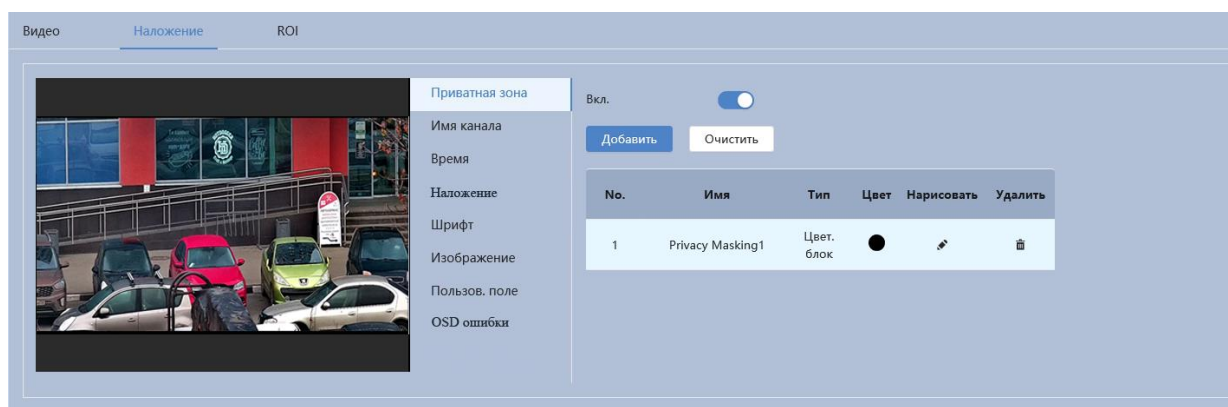 Видео Наложение ROI
Приватная зона
Имя канала
Время
Наложение
Шрифт
Изображение
Пользов. поле
OSD ошибки
Вкл.
Добавить Очистить
No. Имя Тип Цвет Нарисовать Удалить
1 Privacy Masking1 Цвет.
блок